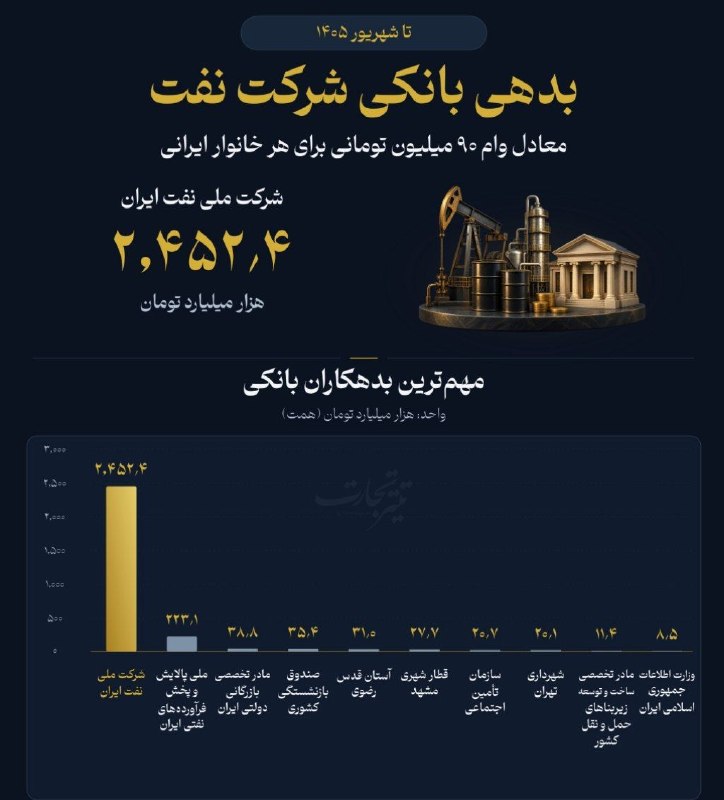 تا شهریور ۱۴۰۵
بدهی بانکی شرکت نفت
معادل وام ۹۰ میلیون تومانی برای هر خانوار ایرانی
شرکت ملی نفت ایران
۲,۴۵۲٫۴
هزار میلیارد تومان
مهم‌ترین بدهکاران بانکی
واحد: هزار میلیارد تومان (همت)
تیتر تجارت
۳,۰۰۰
۲,۵۰۰
۲,۰۰۰
۱,۵۰۰
۱,۰۰۰
۵۰۰
۰
۲,۴۵۲٫۴
۲۲۳٫۱
۳۸٫۸
۳۵٫۴
۳۱٫۰
۲۷٫۷
۲۰٫۷
۲۰٫۱
۱۱٫۴
۸٫۵
شرکت ملی
نفت ایران
ملی پالایش
و پخش
فرآورده‌های
نفتی ایران
مادر تخصصی
بازرگانی
دولتی ایران
صندوق
بازنشستگی
کشوری
آستان قدس
رضوی
قطار شهری
مشهد
سازمان
تأمین
اجتماعی
شهرداری
تهران
مادر تخصصی
ساخت و توسعه
زیربناهای
حمل و نقل
کشور
وزارت اطلاعات
جمهوری
اسلامی ایران